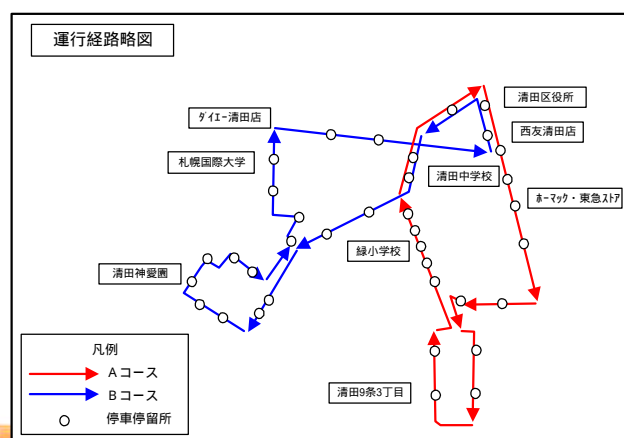 運行経路略図
清田区役所
ダイエー清田店
西友清田店
札幌国際大学
清田中学校
ホーマック・東急ストア
緑小学校
清田神愛園
凡例
Aコース
Bコース
停車停留所
清田9条3丁目